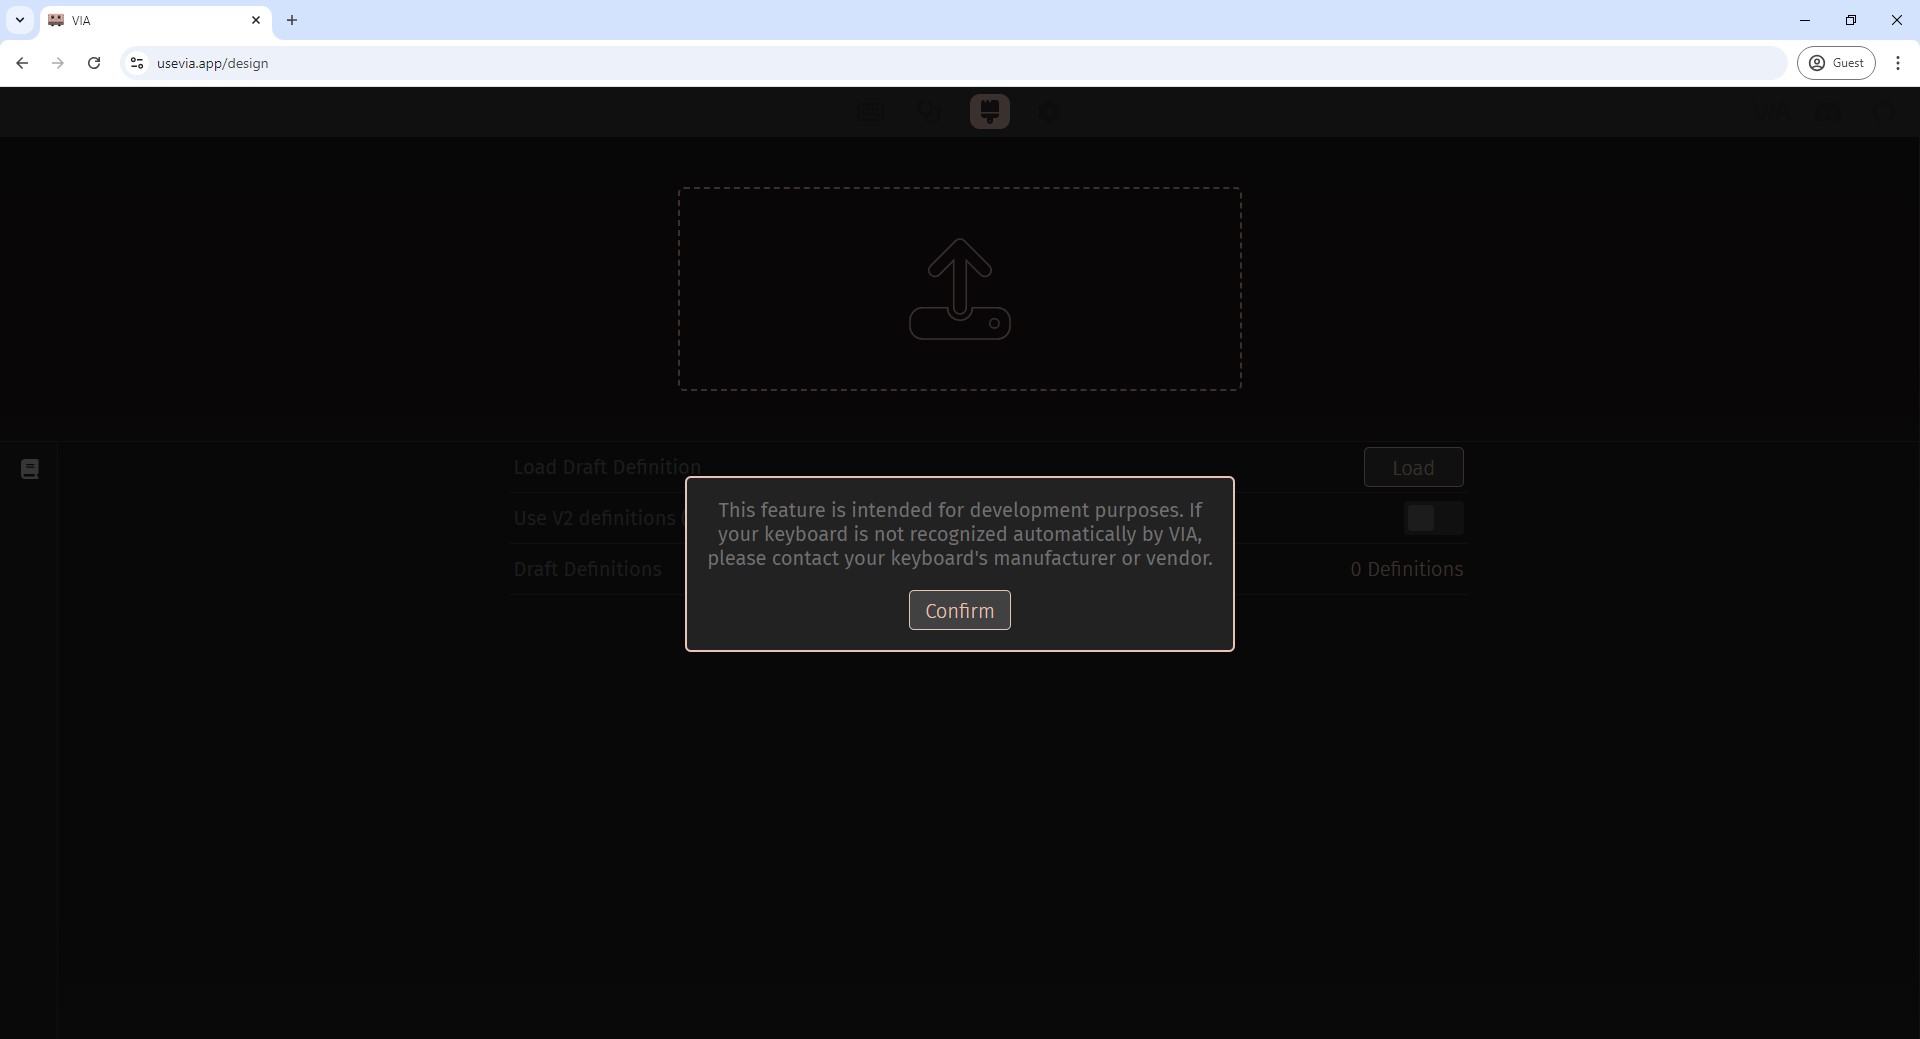 VIA
usevia.app/design
Guest
VIA
Load Draft Definition
Load
Use V2 definitions (
Draft Definitions
0 Definitions
This feature is intended for development purposes. If
your keyboard is not recognized automatically by VIA,
please contact your keyboard's manufacturer or vendor.
Confirm